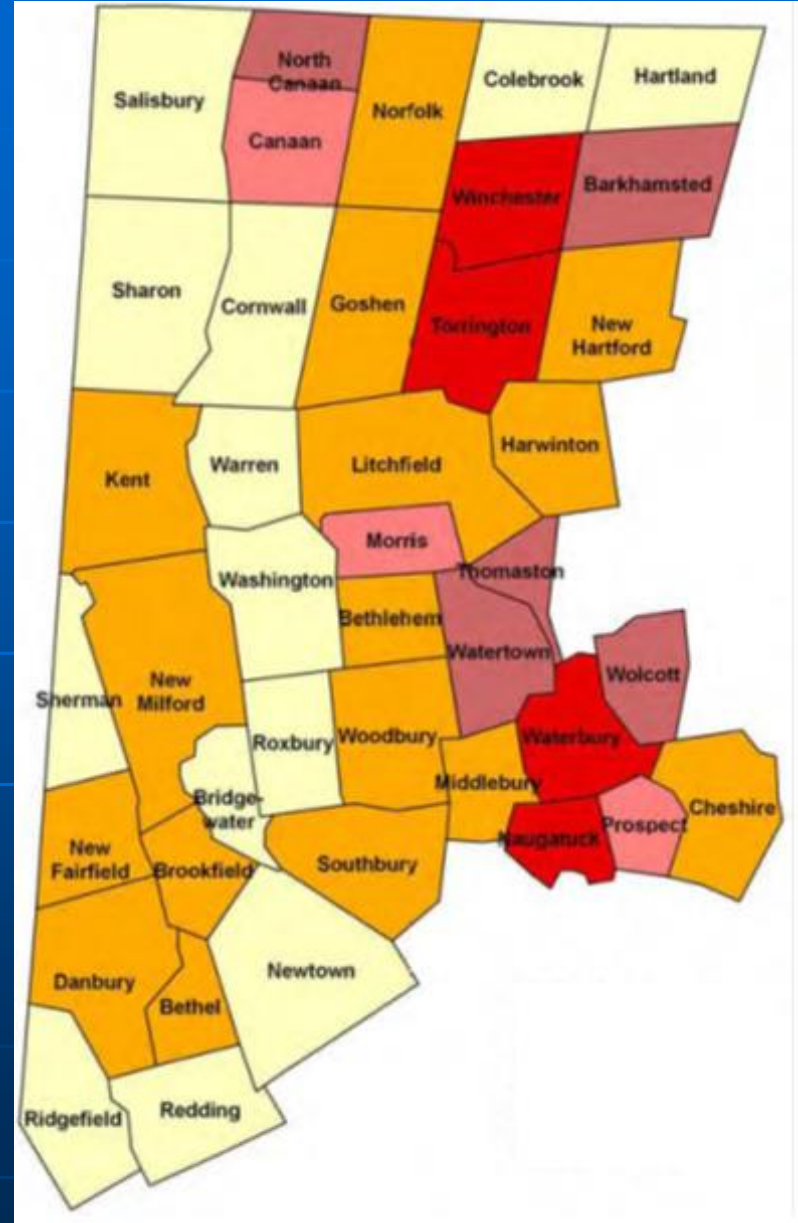 North
Canaan
Colebrook
Hartland
Salisbury
Norfolk
Canaan
Winchester
Barkhamsted
Sharon
Cornwall
Goshen
Torrington
New
Hartford
Kent
Warren
Litchfield
Harwinton
Morris
Washington
Thomaston
Bethlehem
Watertown
Wolcott
Sherman
New
Milford
Roxbury
Woodbury
Waterbury
Middlebury
Bridge-
water
Cheshire
Prospect
Naugatuck
New
Fairfield
Brookfield
Southbury
Danbury
Newtown
Bethel
Ridgefield
Redding